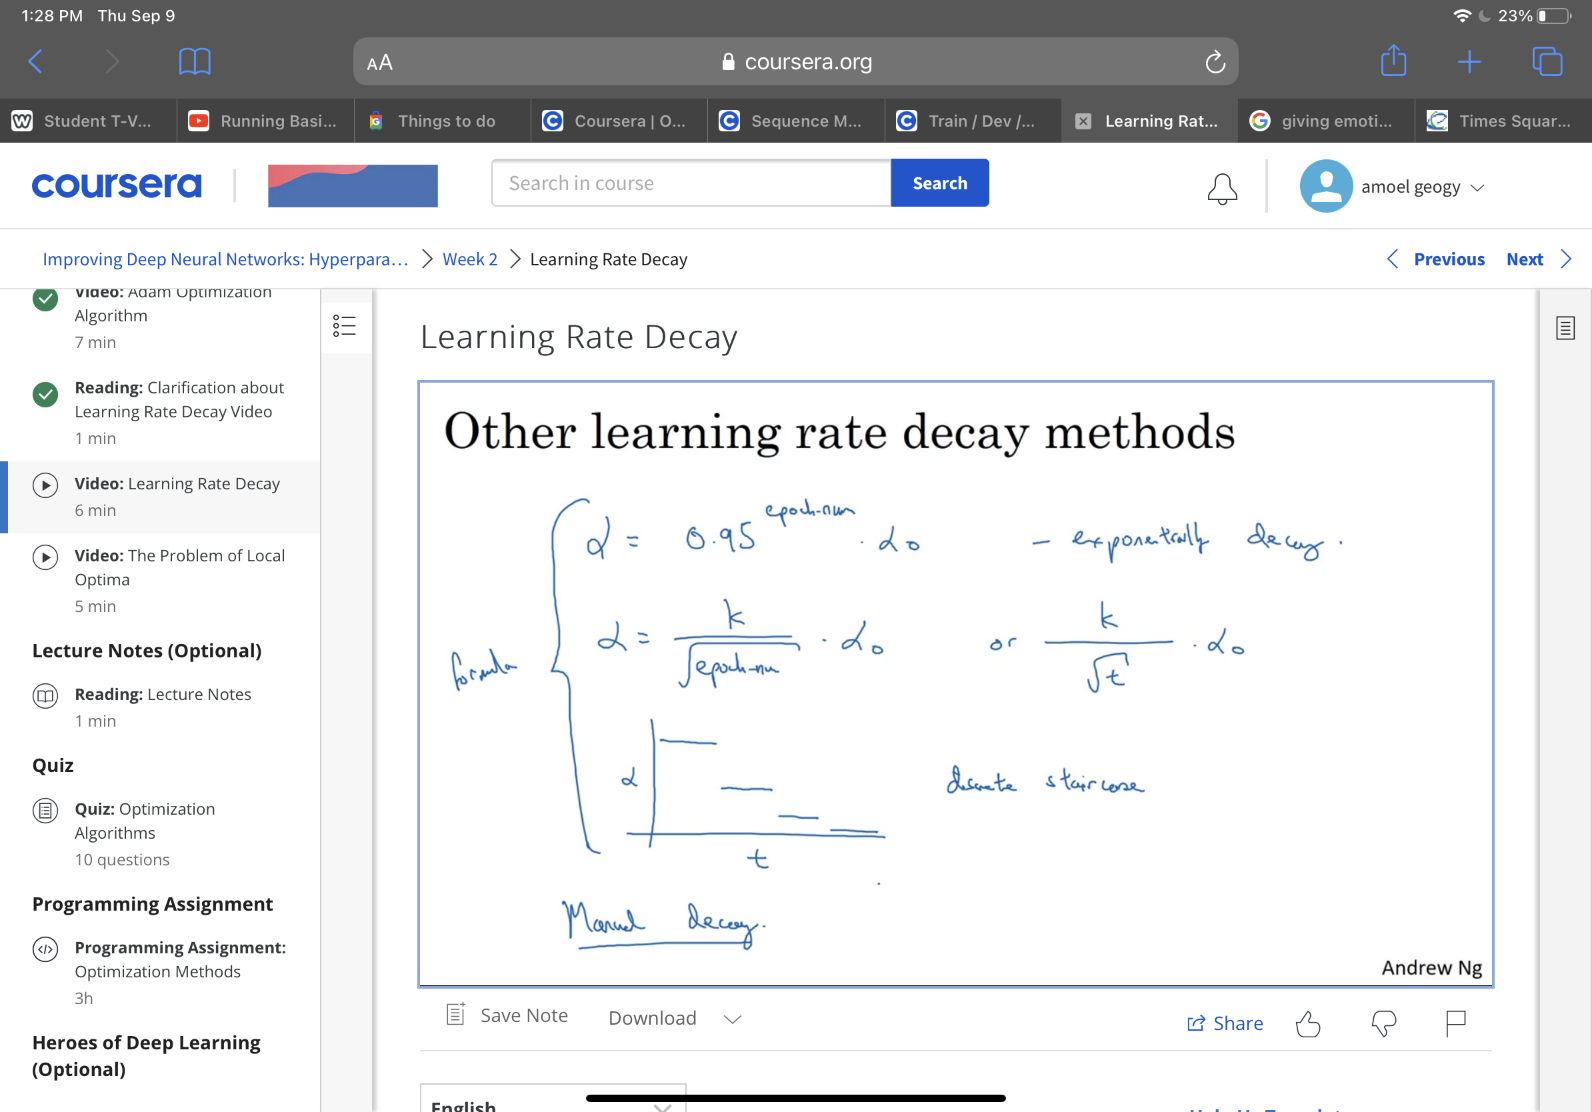 1:28 PM Thu Sep 9
23%
AA
coursera.org
Student T-V...
Running Basi...
Things to do
Coursera | O...
Sequence M...
Train / Dev /...
Learning Rat...
giving emoti...
Times Squar...
coursera
Search in course
Search
amoel geogy
Improving Deep Neural Networks: Hyperpara... > Week 2 > Learning Rate Decay
Previous
Next
Video: Adam Optimization
Algorithm
7 min
Reading: Clarification about
Learning Rate Decay Video
1 min
Video: Learning Rate Decay
6 min
Video: The Problem of Local
Optima
5 min
Lecture Notes (Optional)
Reading: Lecture Notes
1 min
Quiz
Quiz: Optimization
Algorithms
10 questions
Programming Assignment
Programming Assignment:
Optimization Methods
3h
Heroes of Deep Learning
(Optional)
Learning Rate Decay
Other learning rate decay methods
α = 0.95^epoch-num · α₀ - exponentially decay.
formula
α = k/√epoch-num · α₀ or k/√t · α₀
α
discrete staircase
t
Manual decay.
Andrew Ng
Save Note
Download
Share
English